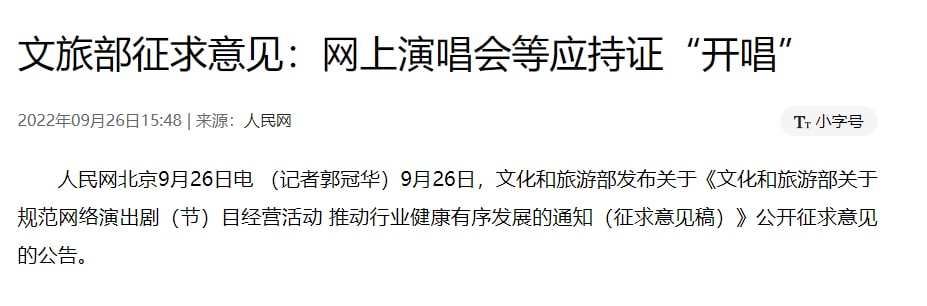 文旅部征求意见：网上演唱会等应持证“开唱”
2022年09月26日15:48 | 来源：人民网
TT 小字号
人民网北京9月26日电 （记者郭冠华）9月26日，文化和旅游部发布关于《文化和旅游部关于
规范网络演出剧（节）目经营活动 推动行业健康有序发展的通知（征求意见稿）》公开征求意见
的公告。